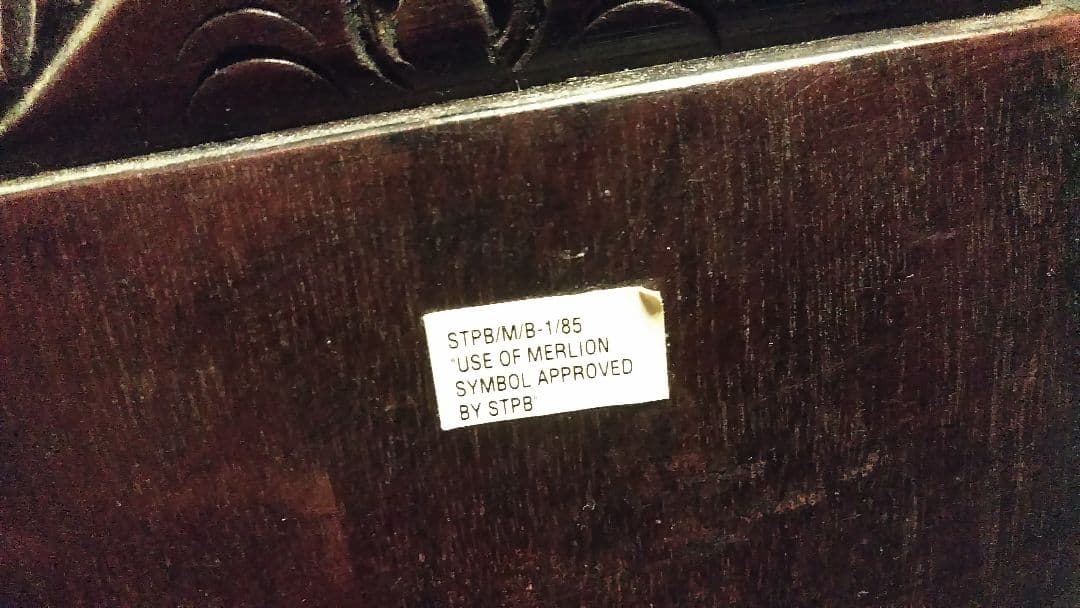 STPB/M/B-1/85
"USE OF MERLION
SYMBOL APPROVED
BY STPB"